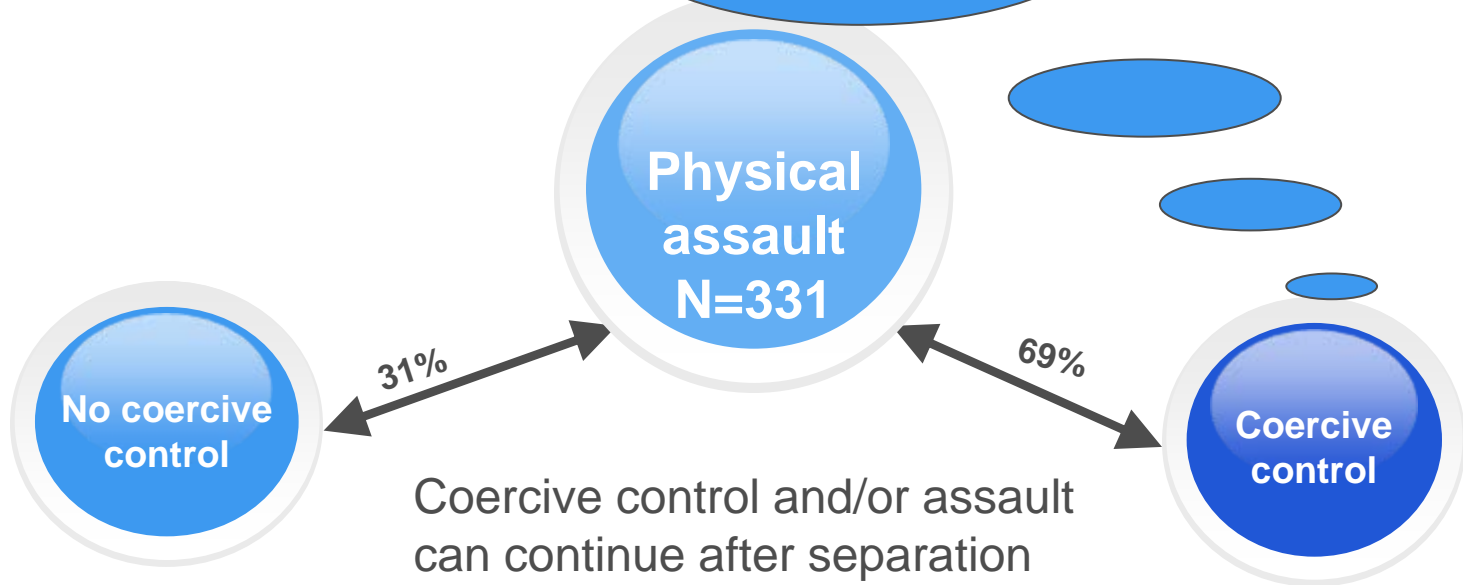 Physical
assault
N=331
31%
69%
No coercive
control
Coercive
control
Coercive control and/or assault
can continue after separation